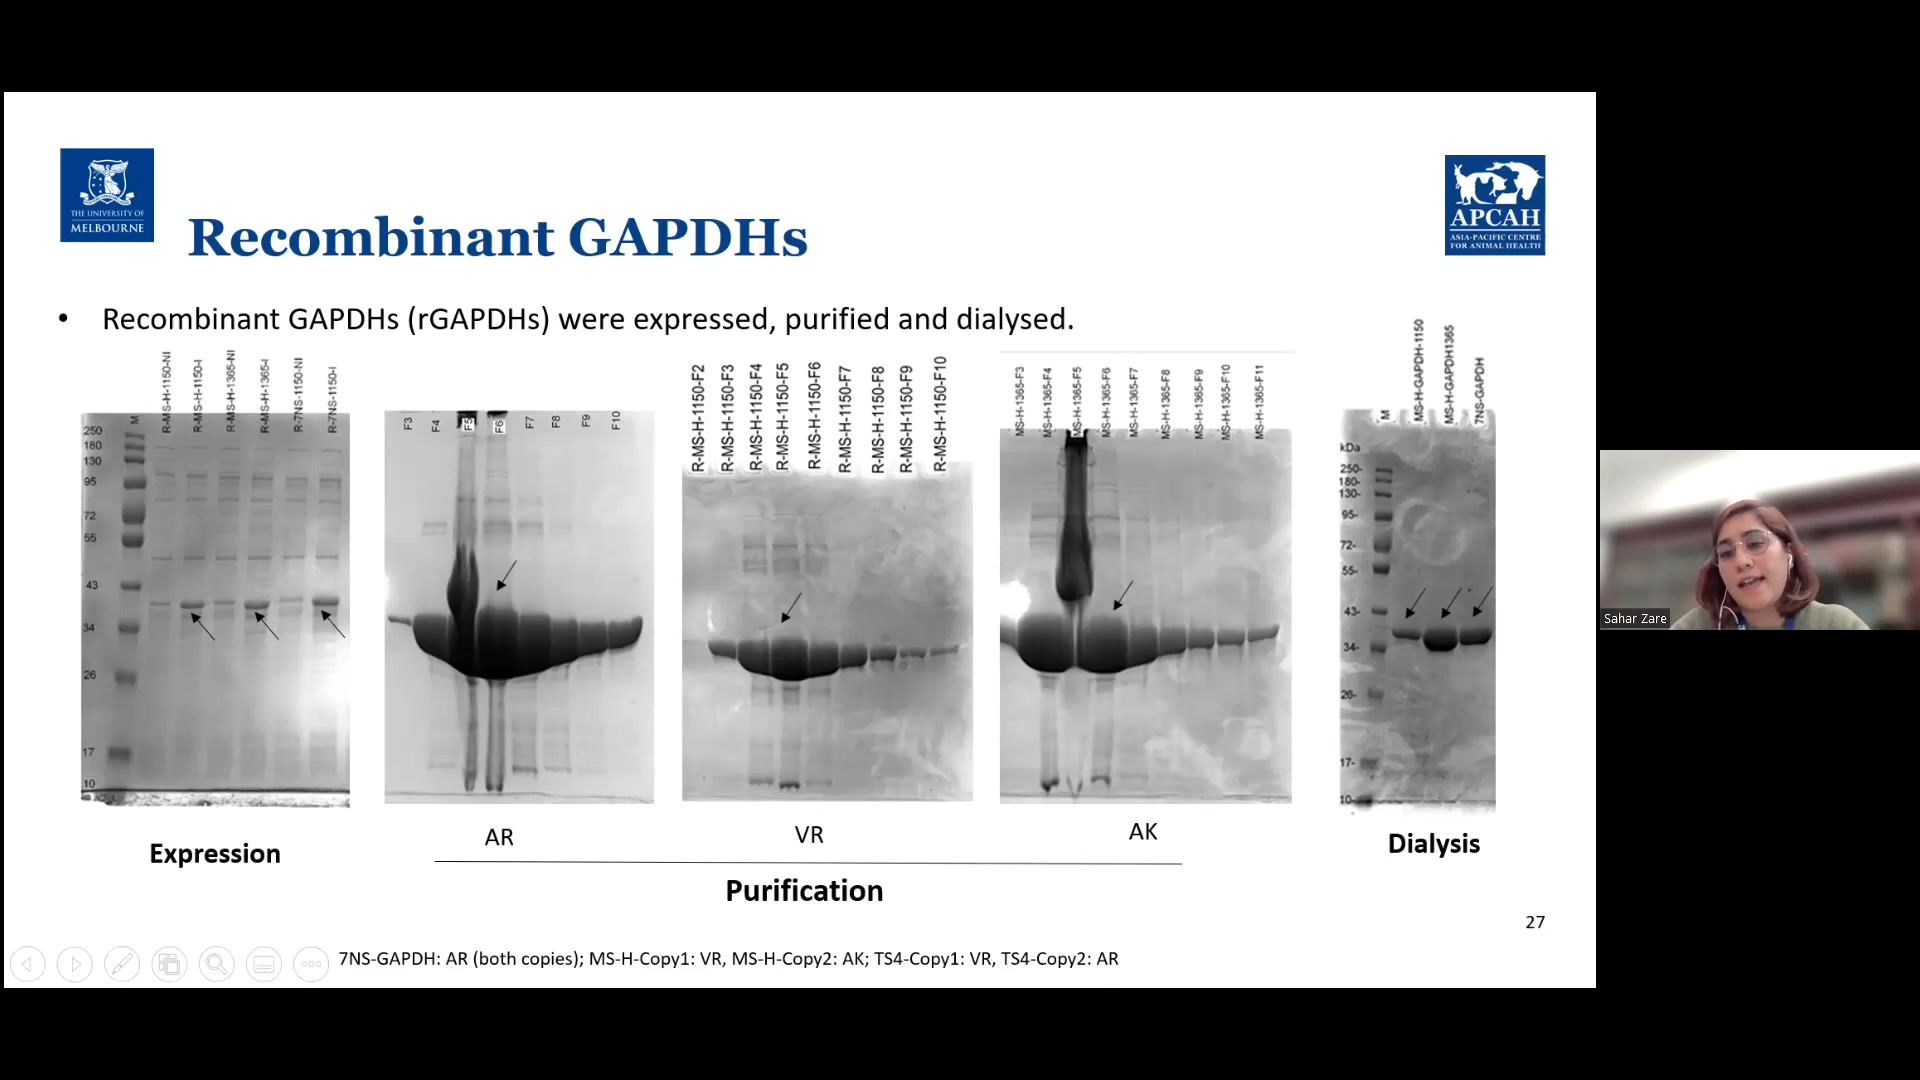 THE UNIVERSITY OF
MELBOURNE
Recombinant GAPDHs
APCAH
ASIA-PACIFIC CENTRE
FOR ANIMAL HEALTH
• Recombinant GAPDHs (rGAPDHs) were expressed, purified and dialysed.
M
R-MS-H-1150-NI
R-MS-H-1150-I
R-MS-H-1365-NI
R-MS-H-1365-I
R-7NS-1150-NI
R-7NS-1150-I
250
180
130
95
72
55
43
34
26
17
10
Expression
F3
F4
F5
F6
F7
F8
F9
F10
AR
R-MS-H-1150-F2
R-MS-H-1150-F3
R-MS-H-1150-F4
R-MS-H-1150-F5
R-MS-H-1150-F6
R-MS-H-1150-F7
R-MS-H-1150-F8
R-MS-H-1150-F9
R-MS-H-1150-F10
VR
MS-H-1365-F3
MS-H-1365-F4
MS-H-1365-F5
MS-H-1365-F6
MS-H-1365-F7
MS-H-1365-F8
MS-H-1365-F9
MS-H-1365-F10
MS-H-1365-F11
AK
Purification
M
MS-H-GAPDH-1150
MS-H-GAPDH1365
7NS-GAPDH
kDa
250-
180-
130-
95-
72-
55-
43-
34-
26-
17-
10-
Dialysis
27
7NS-GAPDH: AR (both copies); MS-H-Copy1: VR, MS-H-Copy2: AK; TS4-Copy1: VR, TS4-Copy2: AR
Sahar Zare